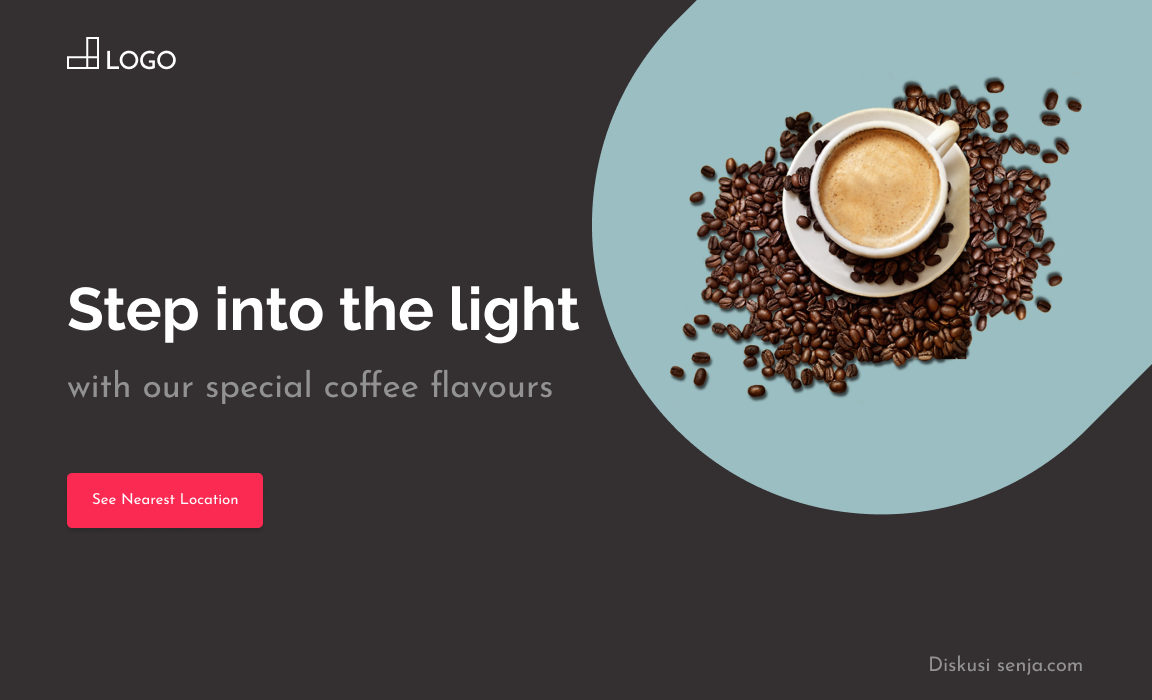 LOGO
Step into the light
with our special coffee flavours
See Nearest Location
Diskusi senja.com